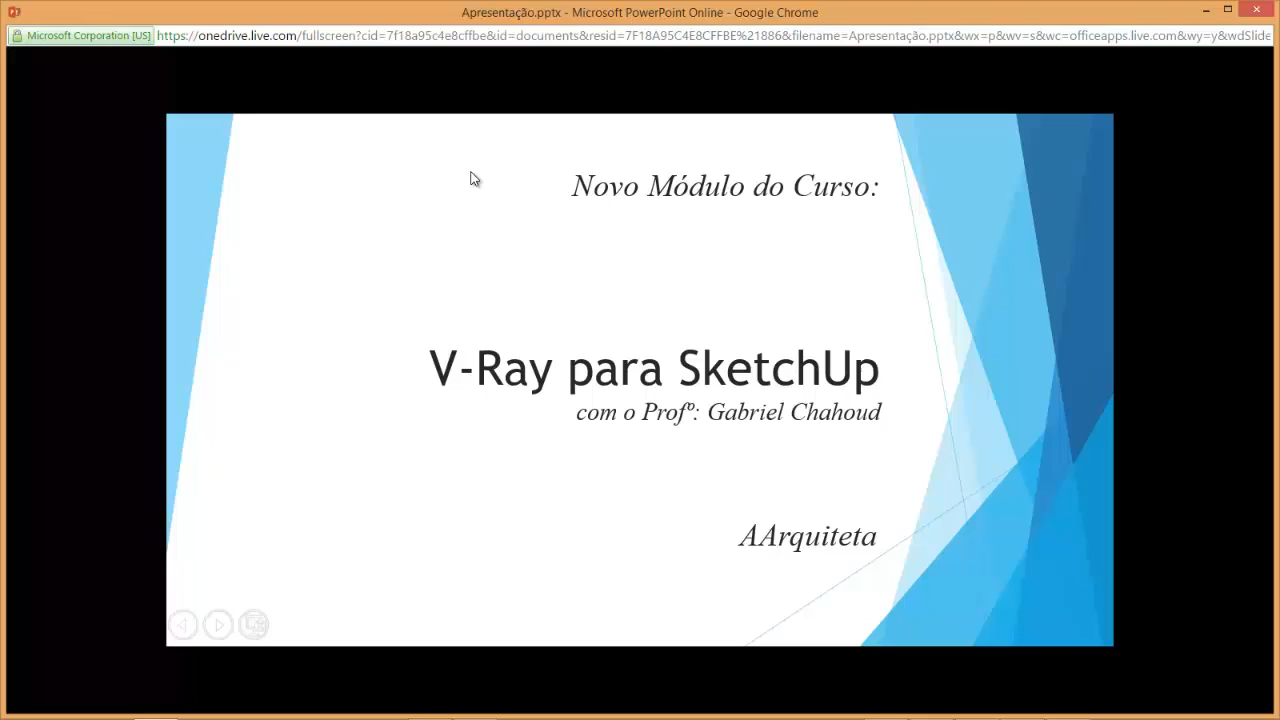 Apresentação.pptx - Microsoft PowerPoint Online - Google Chrome
Microsoft Corporation [US] https://onedrive.live.com/fullscreen?cid=7f18a95c4e8cffbe&id=documents&resid=7F18A95C4E8CFFBE%21886&filename=Apresentação.pptx&wx=p&wv=s&wc=officeapps.live.com&wy=y&wdSlide
Novo Módulo do Curso:
V-Ray para SketchUp
com o Profº: Gabriel Chahoud
AArquiteta